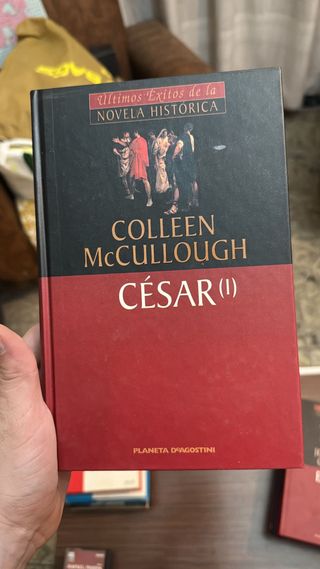 Últimos Éxitos de la
NOVELA HISTÓRICA
COLLEEN
McCULLOUGH
CÉSAR (I)
PLANETA DEAGOSTINI